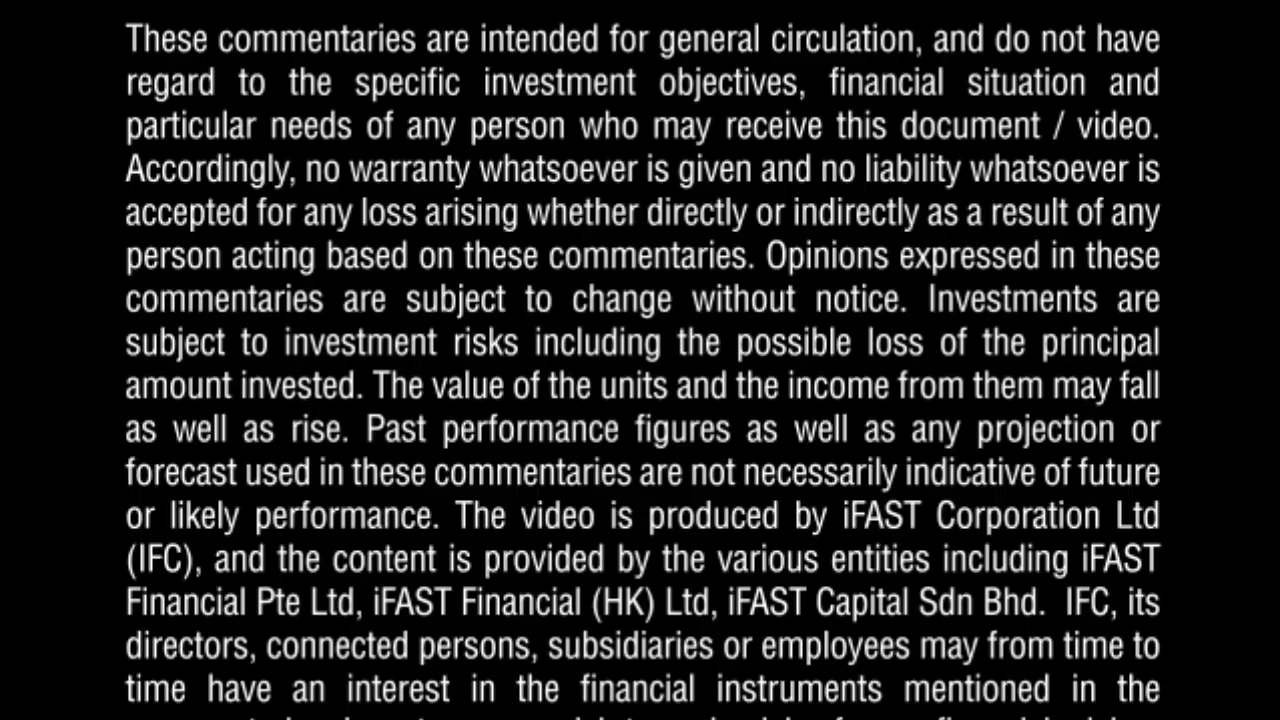 These commentaries are intended for general circulation, and do not have
regard to the specific investment objectives, financial situation and
particular needs of any person who may receive this document / video.
Accordingly, no warranty whatsoever is given and no liability whatsoever is
accepted for any loss arising whether directly or indirectly as a result of any
person acting based on these commentaries. Opinions expressed in these
commentaries are subject to change without notice. Investments are
subject to investment risks including the possible loss of the principal
amount invested. The value of the units and the income from them may fall
as well as rise. Past performance figures as well as any projection or
forecast used in these commentaries are not necessarily indicative of future
or likely performance. The video is produced by iFAST Corporation Ltd
(IFC), and the content is provided by the various entities including iFAST
Financial Pte Ltd, iFAST Financial (HK) Ltd, iFAST Capital Sdn Bhd. IFC, its
directors, connected persons, subsidiaries or employees may from time to
time have an interest in the financial instruments mentioned in the